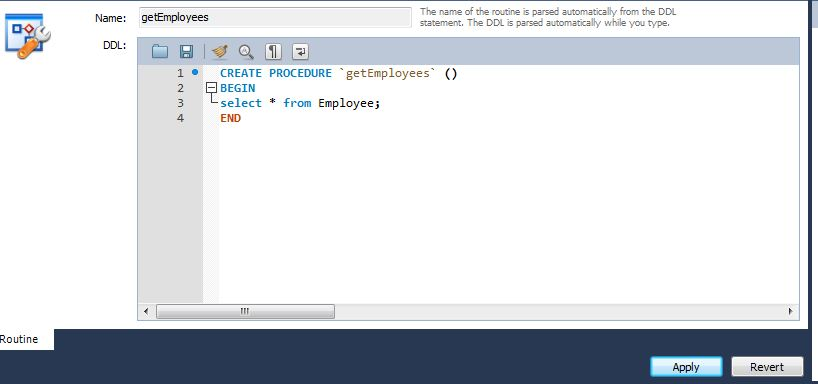 Name: getEmployees The name of the routine is parsed automatically from the DDL
statement. The DDL is parsed automatically while you type.
DDL:
1 CREATE PROCEDURE `getEmployees` ()
2 BEGIN
3 select * from Employee;
4 END
Routine
Apply Revert